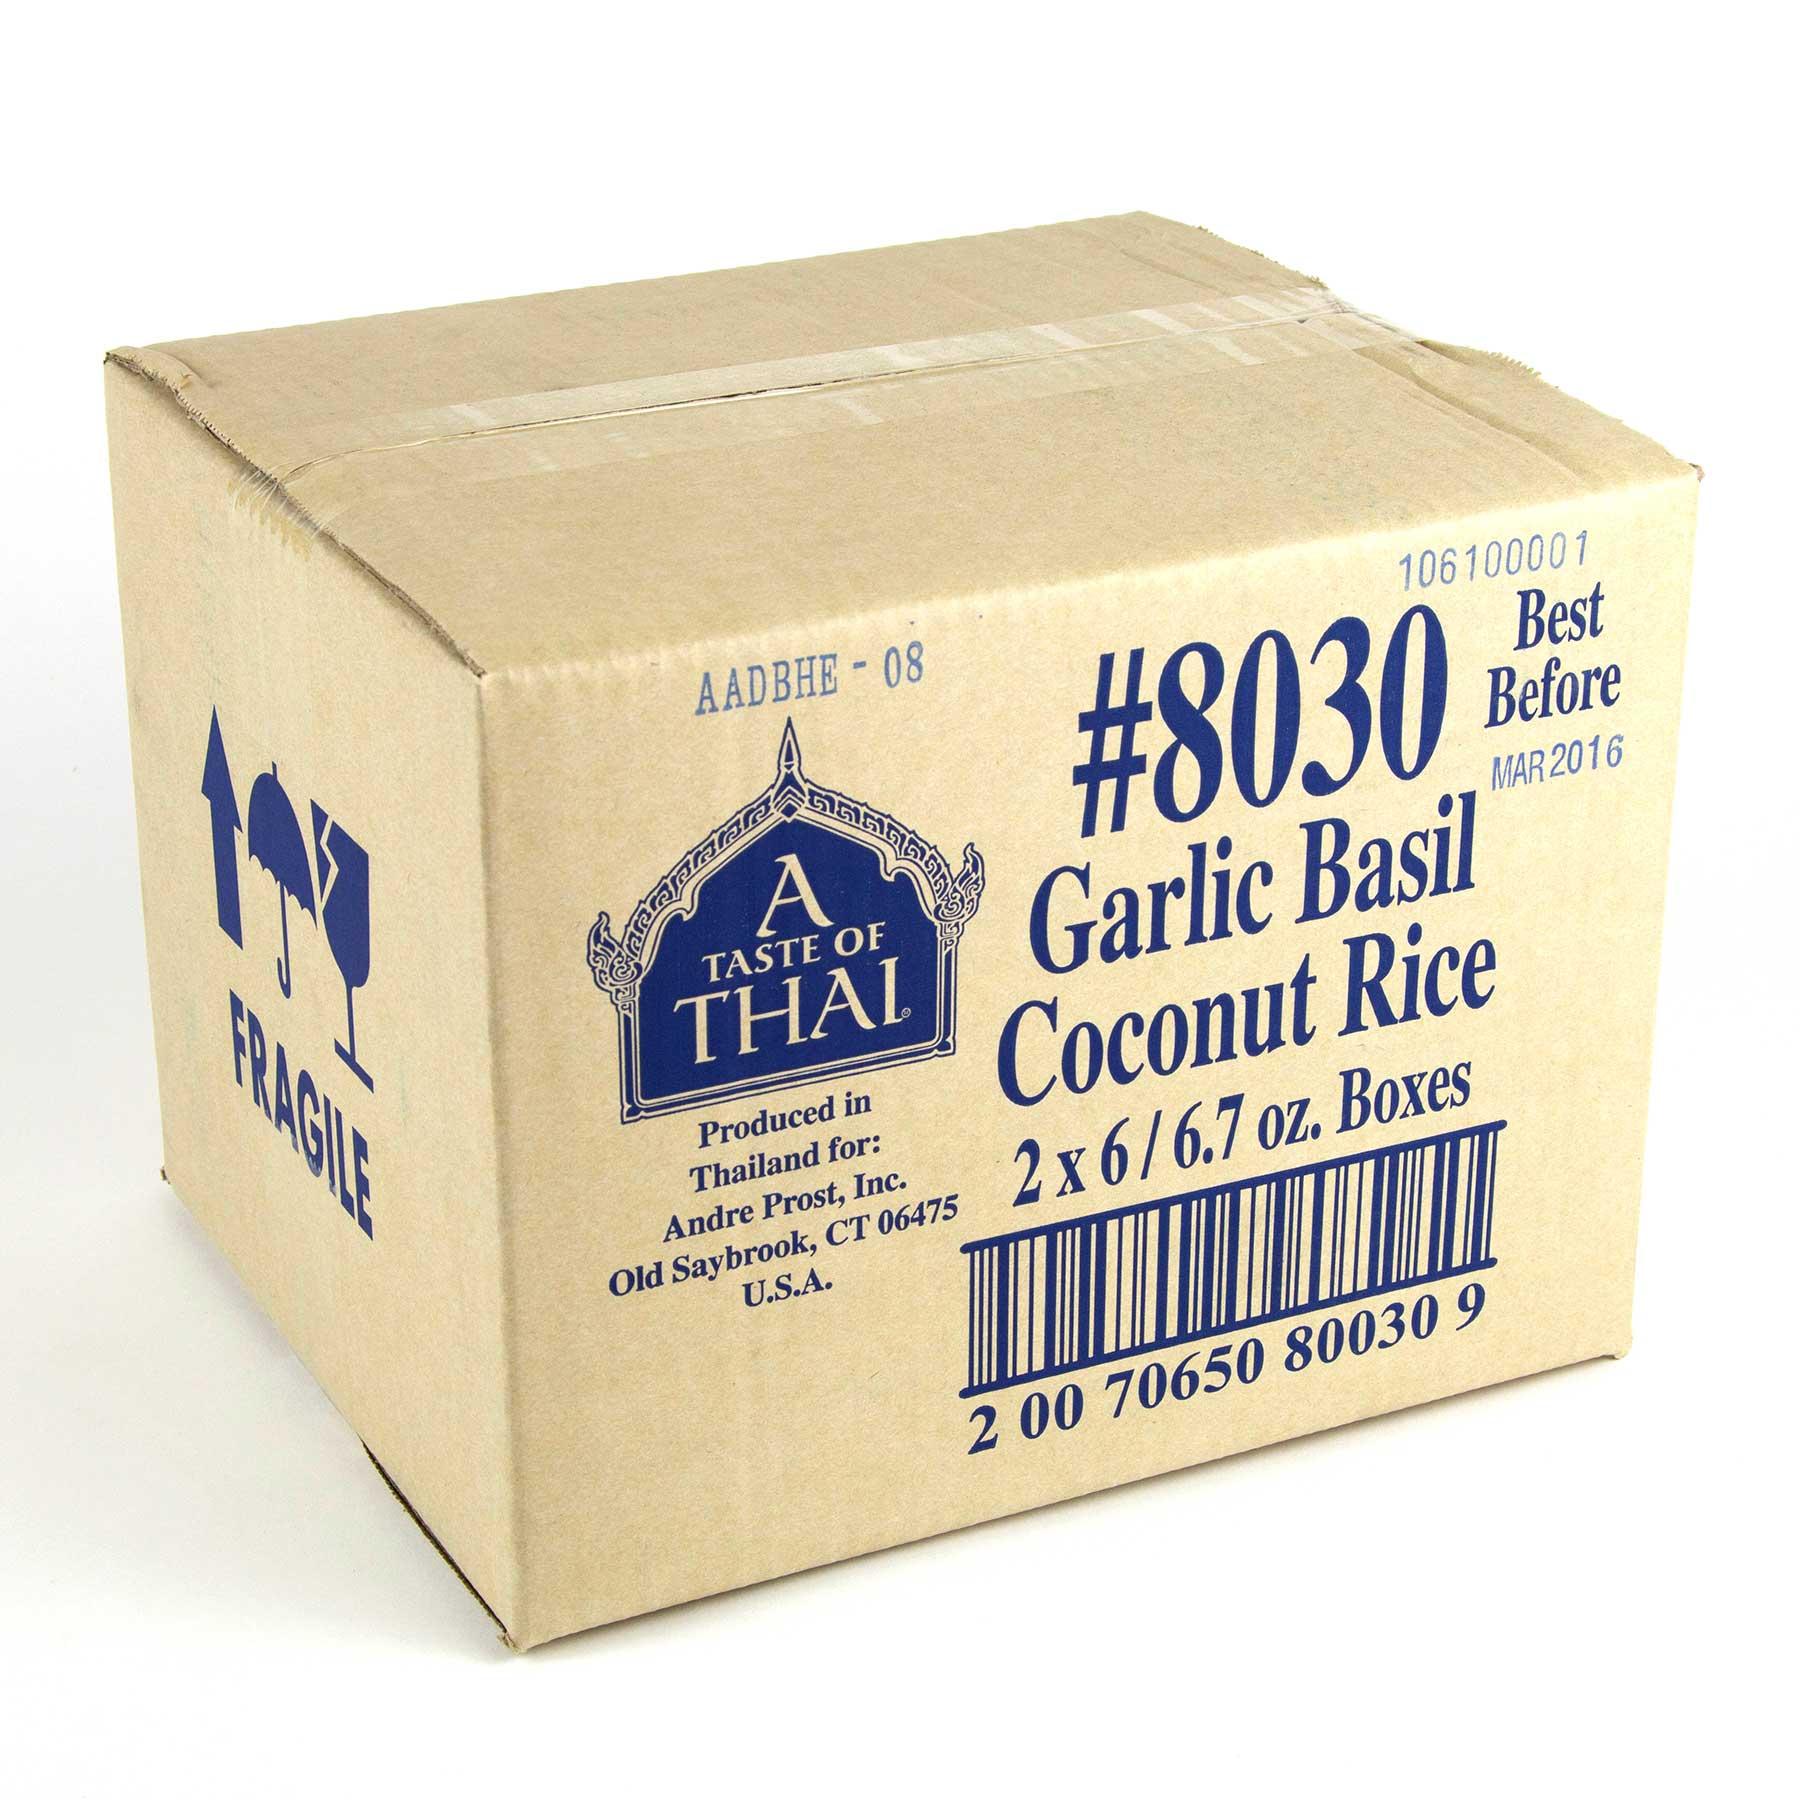 FRAGILE
AADBHE - 08
A
TASTE OF
THAI®
Produced in
Thailand for:
Andre Prost, Inc.
Old Saybrook, CT 06475
U.S.A.
106100001
#8030
Best
Before
MAR 2016
Garlic Basil
Coconut Rice
2 x 6 / 6.7 oz. Boxes
2 00 70650 80030 9